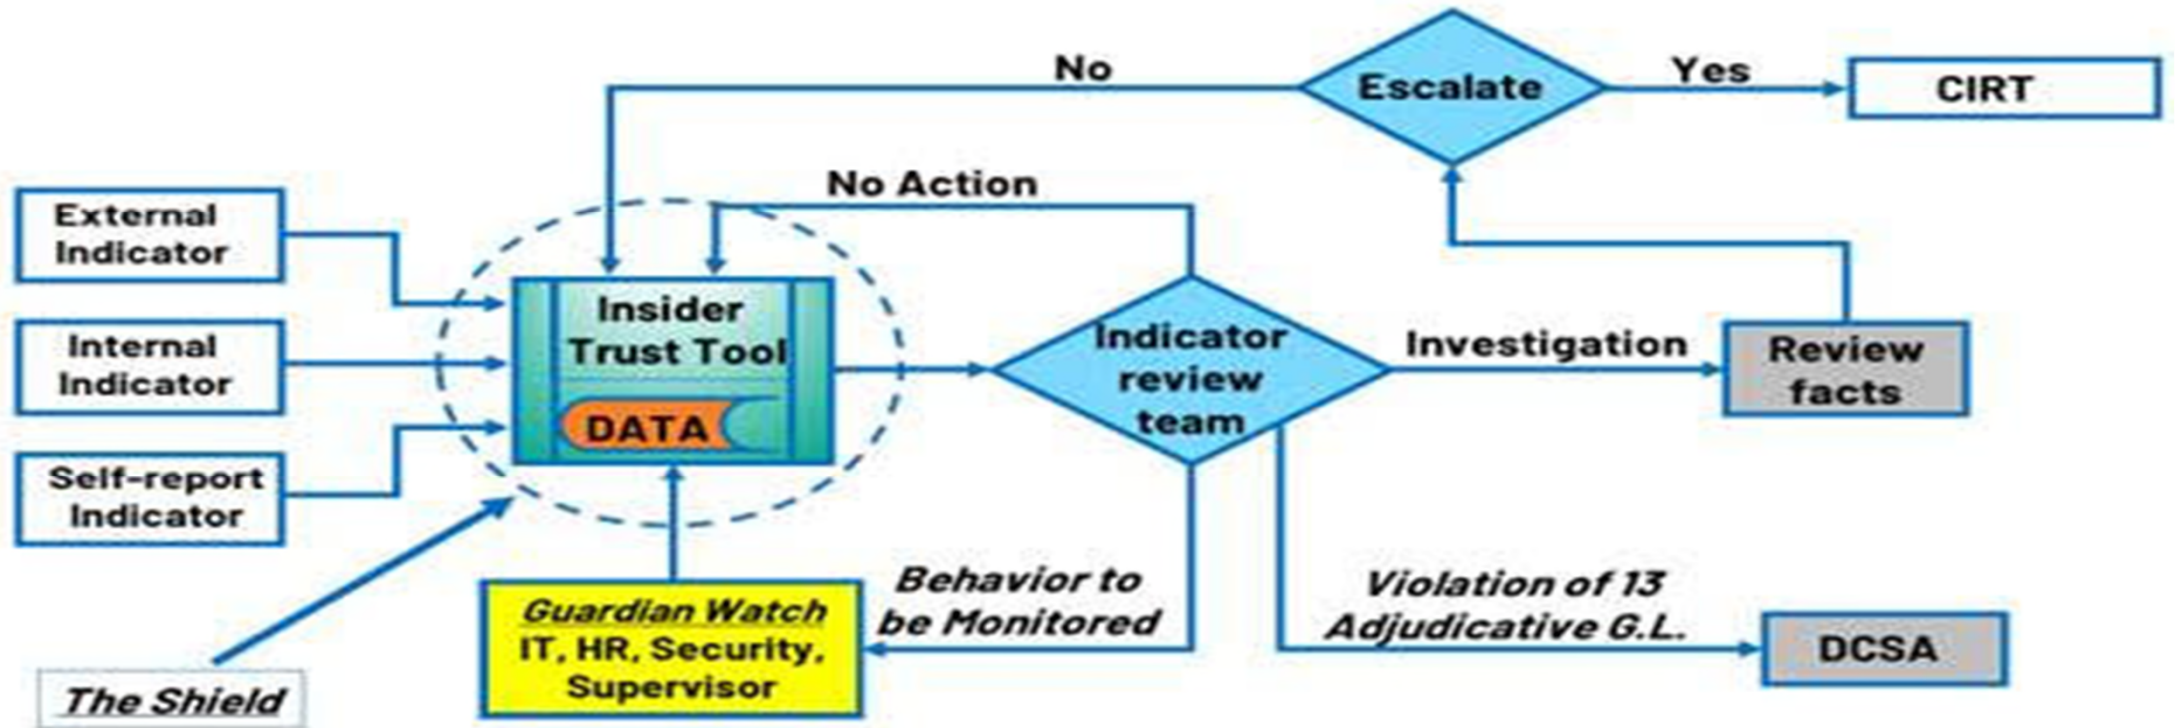 No
Escalate
Yes
CIRT
No Action
External
Indicator
Internal
Indicator
Self-report
Indicator
Insider
Trust Tool
DATA
Indicator
review
team
Investigation
Review
facts
Behavior to
be Monitored
Violation of 13
Adjudicative G.L.
Guardian Watch
IT, HR, Security,
Supervisor
DCSA
The Shield